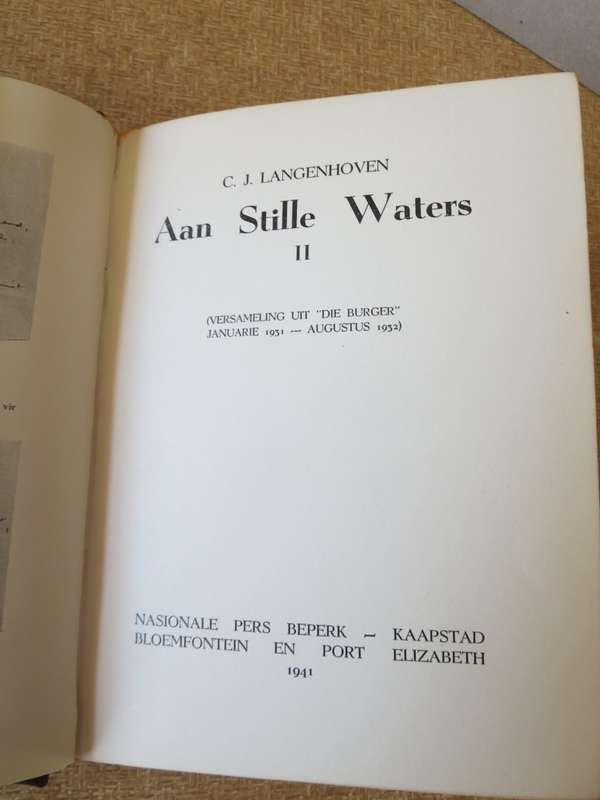 C. J. LANGENHOVEN
Aan Stille Waters
II
(VERSAMELING UIT "DIE BURGER"
JANUARIE 1931 — AUGUSTUS 1932)
NASIONALE PERS BEPERK – KAAPSTAD
BLOEMFONTEIN EN PORT ELIZABETH
1941
vir